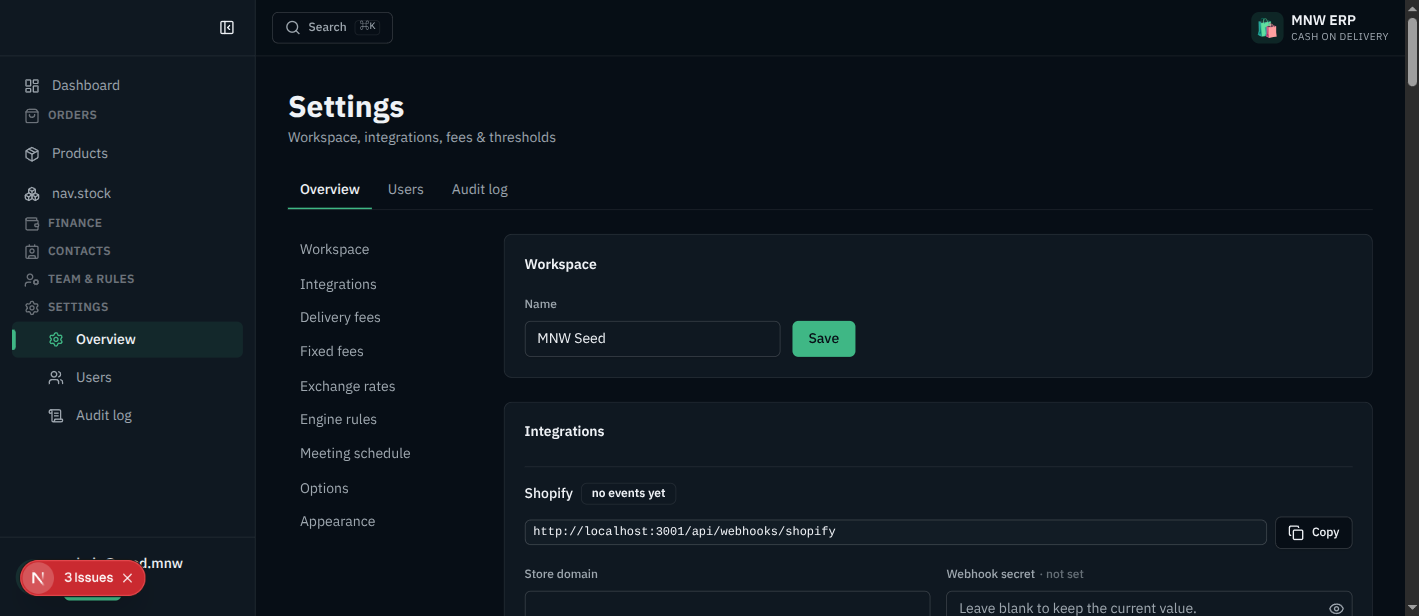 Search ⌘K
MNW ERP
CASH ON DELIVERY
Dashboard
ORDERS
Products
nav.stock
FINANCE
CONTACTS
TEAM & RULES
SETTINGS
Overview
Users
Audit log
d.mnw
N 3 Issues
Settings
Workspace, integrations, fees & thresholds
Overview Users Audit log
Workspace
Integrations
Delivery fees
Fixed fees
Exchange rates
Engine rules
Meeting schedule
Options
Appearance
Workspace
Name
MNW Seed Save
Integrations
Shopify no events yet
http://localhost:3001/api/webhooks/shopify Copy
Store domain Webhook secret · not set
Leave blank to keep the current value.